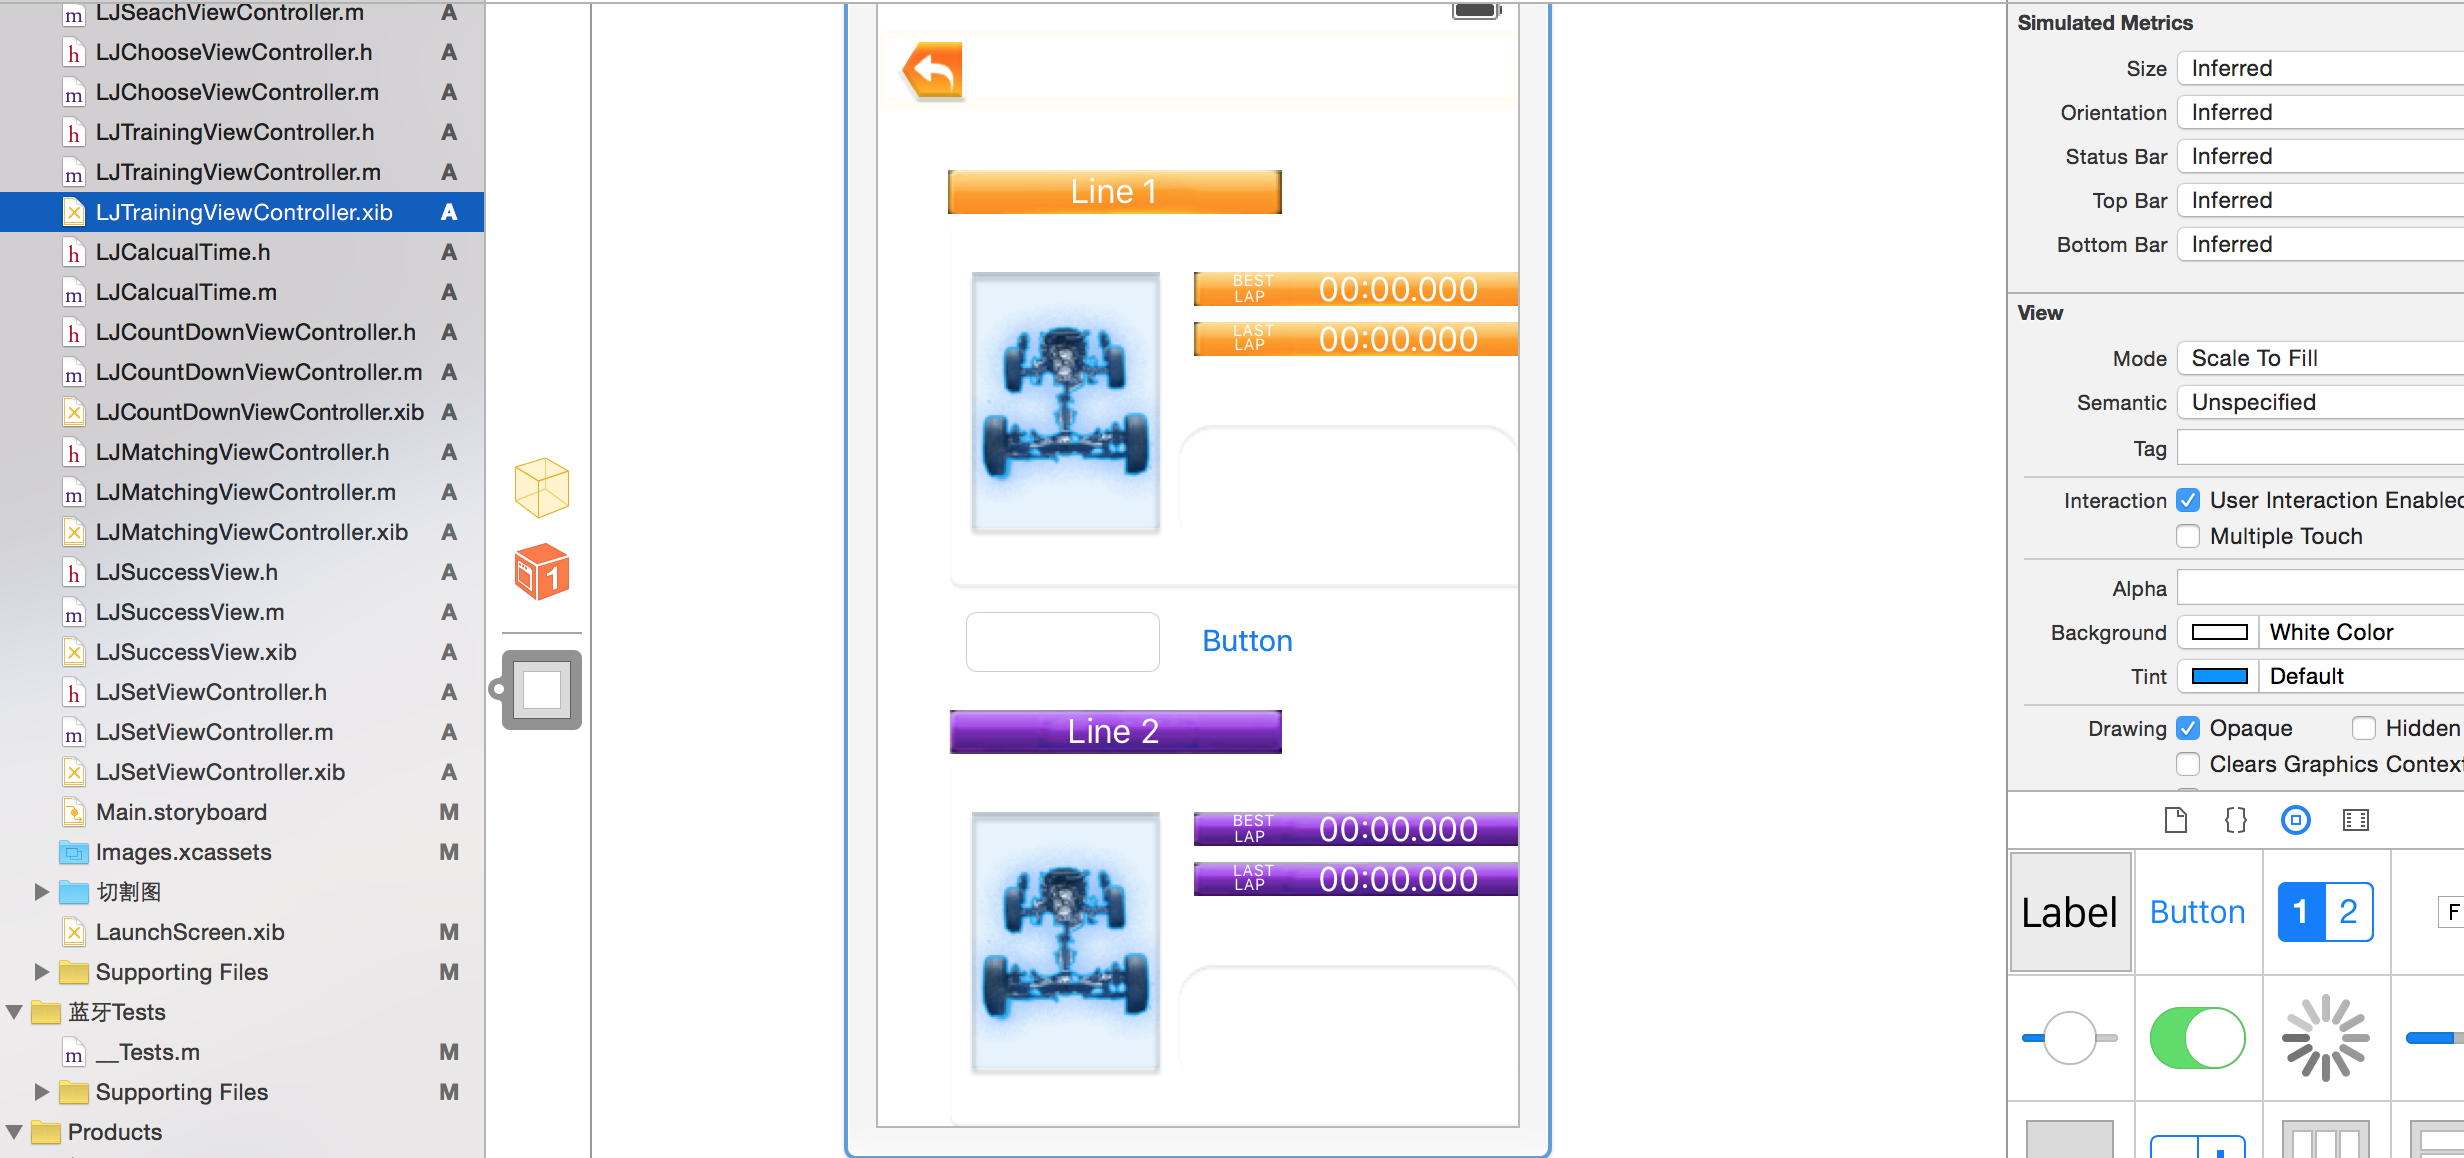 LJSeachViewController.m A
LJChooseViewController.h A
LJChooseViewController.m A
LJTrainingViewController.h A
LJTrainingViewController.m A
LJTrainingViewController.xib A
LJCalcualTime.h A
LJCalcualTime.m A
LJCountDownViewController.h A
LJCountDownViewController.m A
LJCountDownViewController.xib A
LJMatchingViewController.h A
LJMatchingViewController.m A
LJMatchingViewController.xib A
LJSuccessView.h A
LJSuccessView.m A
LJSuccessView.xib A
LJSetViewController.h A
LJSetViewController.m A
LJSetViewController.xib A
Main.storyboard M
Images.xcassets M
切割图
LaunchScreen.xib M
Supporting Files M
蓝牙Tests
__Tests.m M
Supporting Files M
Products
Line 1
BEST LAP 00:00.000
LAST LAP 00:00.000
Button
Line 2
BEST LAP 00:00.000
LAST LAP 00:00.000
Simulated Metrics
Size Inferred
Orientation Inferred
Status Bar Inferred
Top Bar Inferred
Bottom Bar Inferred
View
Mode Scale To Fill
Semantic Unspecified
Tag
Interaction User Interaction Enabled
Multiple Touch
Alpha
Background White Color
Tint Default
Drawing Opaque Hidden
Clears Graphics Context
Label Button 1 2 F